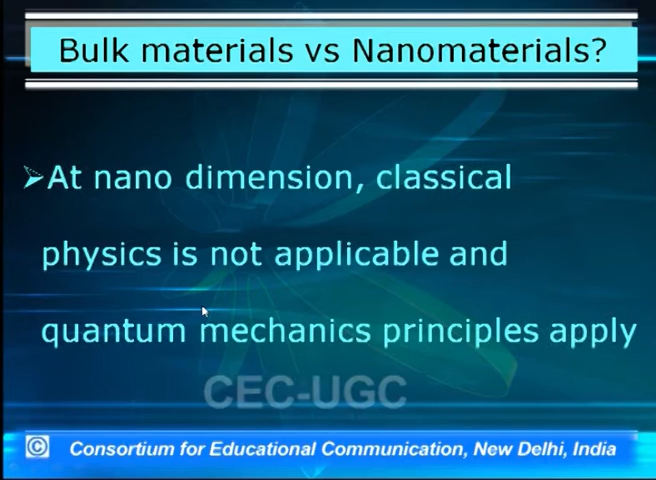 Bulk materials vs Nanomaterials?
➢At nano dimension, classical
physics is not applicable and
quantum mechanics principles apply
CEC-UGC
© Consortium for Educational Communication, New Delhi, India